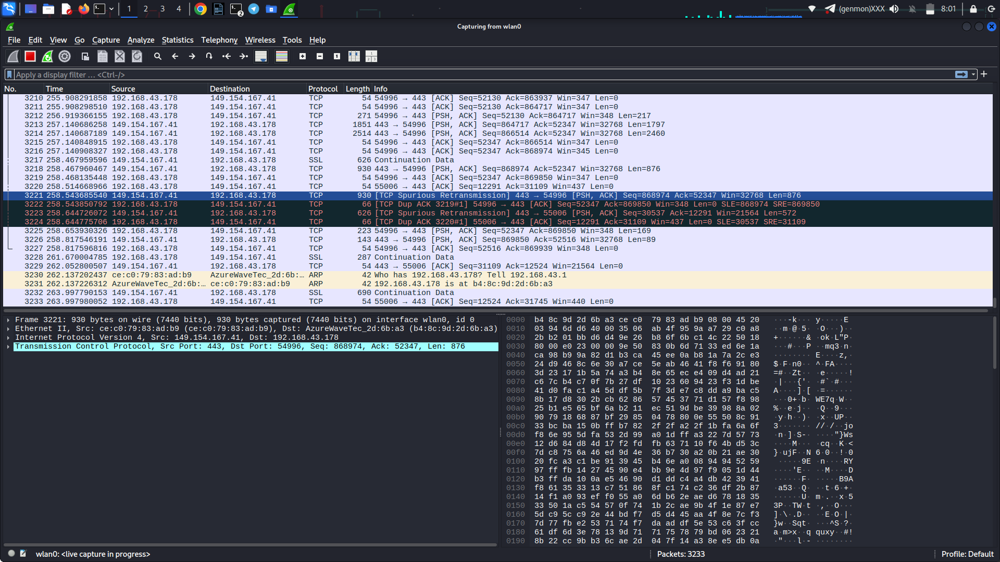 1 2 3 4 2 (genmon)XXX 8:01
Capturing from wlan0
File Edit View Go Capture Analyze Statistics Telephony Wireless Tools Help
Apply a display filter … <Ctrl-/>
No. Time Source Destination Protocol Length Info
3210 255.908291858 192.168.43.178 149.154.167.41 TCP 54 54996 → 443 [ACK] Seq=52130 Ack=863937 Win=347 Len=0
3211 255.908298510 192.168.43.178 149.154.167.41 TCP 54 54996 → 443 [ACK] Seq=52130 Ack=864717 Win=347 Len=0
3212 256.919366155 192.168.43.178 149.154.167.41 TCP 271 54996 → 443 [PSH, ACK] Seq=52130 Ack=864717 Win=348 Len=217
3213 257.140686258 149.154.167.41 192.168.43.178 TCP 1851 443 → 54996 [PSH, ACK] Seq=864717 Ack=52347 Win=32768 Len=1797
3214 257.140687189 149.154.167.41 192.168.43.178 TCP 2514 443 → 54996 [PSH, ACK] Seq=866514 Ack=52347 Win=32768 Len=2460
3215 257.140848915 192.168.43.178 149.154.167.41 TCP 54 54996 → 443 [ACK] Seq=52347 Ack=866514 Win=347 Len=0
3216 257.140908327 192.168.43.178 149.154.167.41 TCP 54 54996 → 443 [ACK] Seq=52347 Ack=868974 Win=345 Len=0
3217 258.467959596 149.154.167.41 192.168.43.178 SSL 626 Continuation Data
3218 258.467960467 149.154.167.41 192.168.43.178 TCP 930 443 → 54996 [PSH, ACK] Seq=868974 Ack=52347 Win=32768 Len=876
3219 258.468135448 192.168.43.178 149.154.167.41 TCP 54 54996 → 443 [ACK] Seq=52347 Ack=869850 Win=347 Len=0
3220 258.514668966 192.168.43.178 149.154.167.41 TCP 54 55006 → 443 [ACK] Seq=12291 Ack=31109 Win=437 Len=0
3221 258.543685540 149.154.167.41 192.168.43.178 TCP 930 [TCP Spurious Retransmission] 443 → 54996 [PSH, ACK] Seq=868974 Ack=52347 Win=32768 Len=876
3222 258.543850792 192.168.43.178 149.154.167.41 TCP 66 [TCP Dup ACK 3219#1] 54996 → 443 [ACK] Seq=52347 Ack=869850 Win=348 Len=0 SLE=868974 SRE=869850
3223 258.644726072 149.154.167.41 192.168.43.178 TCP 626 [TCP Spurious Retransmission] 443 → 55006 [PSH, ACK] Seq=30537 Ack=12291 Win=21564 Len=572
3224 258.644775706 192.168.43.178 149.154.167.41 TCP 66 [TCP Dup ACK 3220#1] 55006 → 443 [ACK] Seq=12291 Ack=31109 Win=437 Len=0 SLE=30537 SRE=31109
3225 258.653930326 192.168.43.178 149.154.167.41 TCP 223 54996 → 443 [PSH, ACK] Seq=52347 Ack=869850 Win=348 Len=169
3226 258.817546191 149.154.167.41 192.168.43.178 TCP 143 443 → 54996 [PSH, ACK] Seq=869850 Ack=52516 Win=32768 Len=89
3227 258.817596816 192.168.43.178 149.154.167.41 TCP 54 54996 → 443 [ACK] Seq=52516 Ack=869939 Win=348 Len=0
3228 261.670004785 192.168.43.178 149.154.167.41 SSL 287 Continuation Data
3229 262.052800507 149.154.167.41 192.168.43.178 TCP 54 443 → 55006 [ACK] Seq=31109 Ack=12524 Win=21564 Len=0
3230 262.137202437 ce:c0:79:83:ad:b9 AzureWaveTec_2d:6b:… ARP 42 Who has 192.168.43.178? Tell 192.168.43.1
3231 262.137226312 AzureWaveTec_2d:6b:… ce:c0:79:83:ad:b9 ARP 42 192.168.43.178 is at b4:8c:9d:2d:6b:a3
3232 263.997790153 149.154.167.41 192.168.43.178 SSL 690 Continuation Data
3233 263.997980052 192.168.43.178 149.154.167.41 TCP 54 55006 → 443 [ACK] Seq=12524 Ack=31745 Win=440 Len=0
Frame 3221: 930 bytes on wire (7440 bits), 930 bytes captured (7440 bits) on interface wlan0, id 0
Ethernet II, Src: ce:c0:79:83:ad:b9 (ce:c0:79:83:ad:b9), Dst: AzureWaveTec_2d:6b:a3 (b4:8c:9d:2d:6b:a3)
Internet Protocol Version 4, Src: 149.154.167.41, Dst: 192.168.43.178
Transmission Control Protocol, Src Port: 443, Dst Port: 54996, Seq: 868974, Ack: 52347, Len: 876
0000 b4 8c 9d 2d 6b a3 ce c0 79 83 ad b9 08 00 45 20 ···-k··· y·····E
0010 03 94 6d d6 40 00 35 06 ab 4f 95 9a a7 29 c0 a8 ··m·@·5· ·O···)··
0020 2b b2 01 bb d6 d4 9e 26 b8 6f 6b c1 4c 22 50 18 +······& ·ok·L"P·
0030 80 00 e0 23 00 00 9e 50 83 0b 6d 71 33 ed 6e 1a ···#···P ··mq3·n·
0040 ca 98 b9 9a 82 d1 b3 ca 45 ee 0a b8 1a 7a 2c e3 ········ E····z,·
0050 24 d9 46 8c 6e 30 a7 ce 5e ab 46 41 f8 f6 91 80 $·F·n0·· ^·FA····
0060 3d 23 17 1b 5a 74 a3 b4 8e 65 ec e4 09 d4 ad 21 =#··Zt·· ·e·····!
0070 c6 7c b4 c7 0f 7b 27 df 10 23 60 94 23 f3 1d be ·|···{'· ·#`·#···
0080 41 d0 fa c1 a4 5d df 5b 7f 3d e7 c8 dd a9 ba c5 A····]·[ ·=······
0090 8b 17 d8 30 2b cb 62 86 57 45 37 71 d1 57 f8 98 ···0+·b· WE7q·W··
00a0 25 b1 e5 65 bf 6a b2 11 ec 51 9d be 39 98 8a 02 %··e·j·· ·Q··9···
00b0 90 79 18 68 87 bf 29 85 04 78 80 0e 55 50 8c 91 ·y·h··)· ·x··UP··
00c0 33 bc ba 15 0b ff b7 82 2f 2f a2 2f 1b fa 6a 6f 3······· //·/··jo
00d0 f8 6e 95 5d fa 53 2d 99 a0 1d ff a3 22 7d 57 73 ·n·]·S-· ····"}Ws
00e0 12 d6 84 d8 4d 17 f2 fd fb 63 71 10 f6 4b d5 3c ····M··· ·cq··K·<
00f0 7d c8 75 6a 46 ed 9d 4e 36 b7 30 a2 0b 21 ae 30 }·ujF··N 6·0··!·0
0100 20 fc a3 c1 be 91 39 45 b4 6e a0 08 94 94 52 59 ·····9E ·n····RY
0110 97 ff fb 14 27 45 90 e4 bb 9e 4d 97 f9 05 1d 44 ····'E·· ··M····D
0120 b3 ff da 10 0a e5 46 90 d1 dd c4 a4 db 42 39 41 ······F· ·····B9A
0130 f8 61 35 33 13 c7 51 86 8f c1 74 c2 36 df 2b 87 ·a53··Q· ··t·6·+·
0140 14 f1 a0 93 ef f0 55 a0 6d b6 2e ae d6 78 18 35 ······U· m·.··x·5
0150 33 50 1a c5 54 57 0f 74 1b 2c ae 9b 4f 1e 87 e7 3P··TW·t ·,··O···
0160 5d c9 5c c9 2e 44 bd f7 d5 d4 45 aa 4f 8e 7c f3 ]·\·.D·· ··E·O·|·
0170 7d 77 fb e2 53 71 74 f7 da ad df 5e 53 c6 3f cc }w··Sqt· ···^S·?·
0180 61 df 6d 3e 78 13 9d 71 71 75 78 79 bd 06 23 21 a·m>x··q quxy··#!
0190 8b 22 cc 9b b3 6c ae 2d 04 7f 14 a3 8e e5 db 0a ·"···l·- ········
wlan0: <live capture in progress> Packets: 3233 Profile: Default